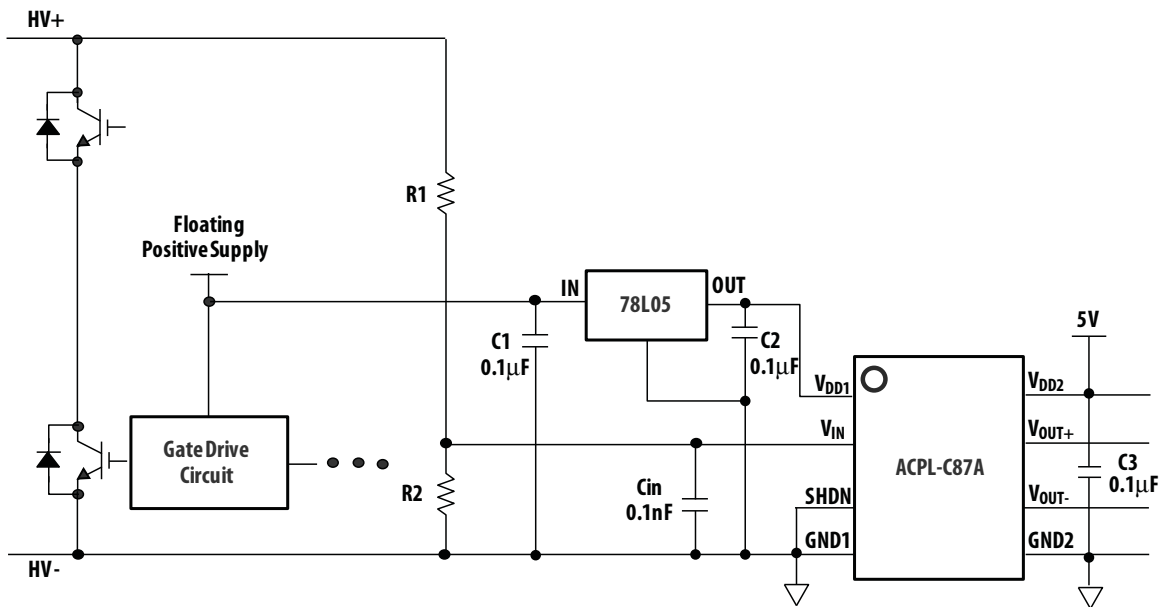 HV+
R1
Floating
Positive Supply
IN
78L05
OUT
C1
0.1μF
C2
0.1μF
5V
VDD1
VDD2
VIN
VOUT+
Gate Drive
Circuit
ACPL-C87A
C3
0.1μF
R2
Cin
0.1nF
SHDN
VOUT-
GND1
GND2
HV-